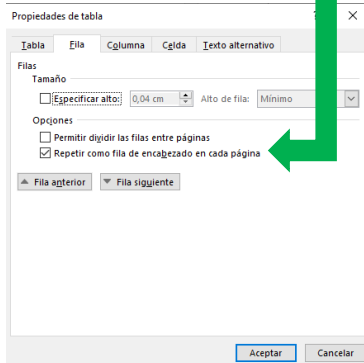 Propiedades de tabla
Tabla Fila Columna Celda Texto alternativo
Filas
Tamaño
Especificar alto: 0,04 cm Alto de fila: Mínimo
Opciones
Permitir dividir las filas entre páginas
Repetir como fila de encabezado en cada página
Fila anterior Fila siguiente
Aceptar Cancelar